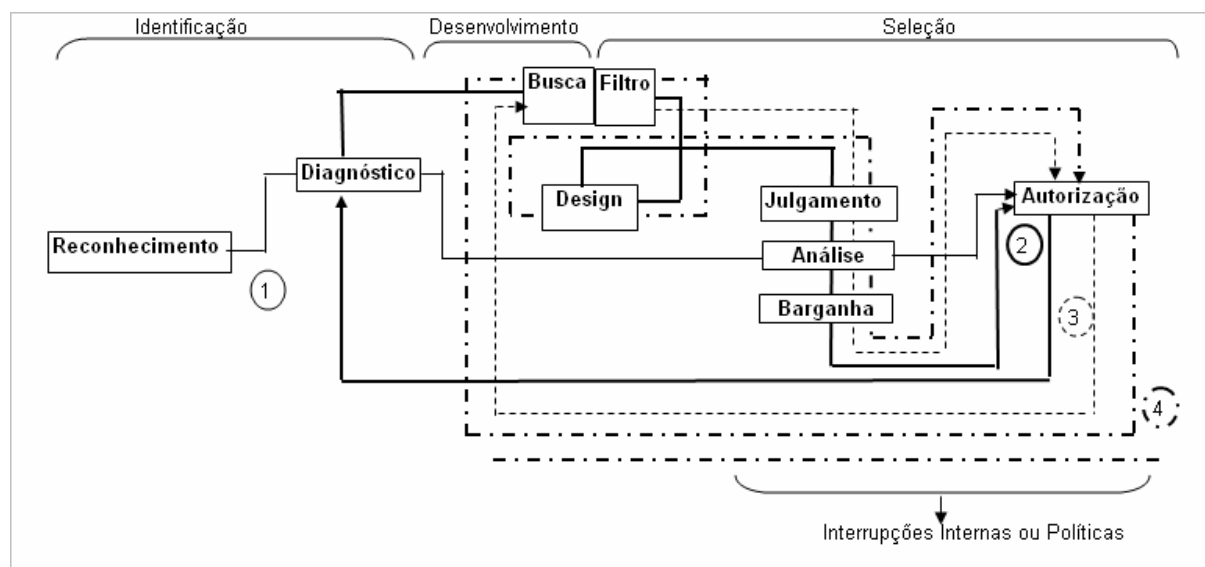 Identificação
Desenvolvimento
Seleção
Busca
Filtro
Diagnóstico
Design
Julgamento
Autorização
Reconhecimento
Análise
2
1
Barganha
3
4
Interrupções Internas ou Políticas